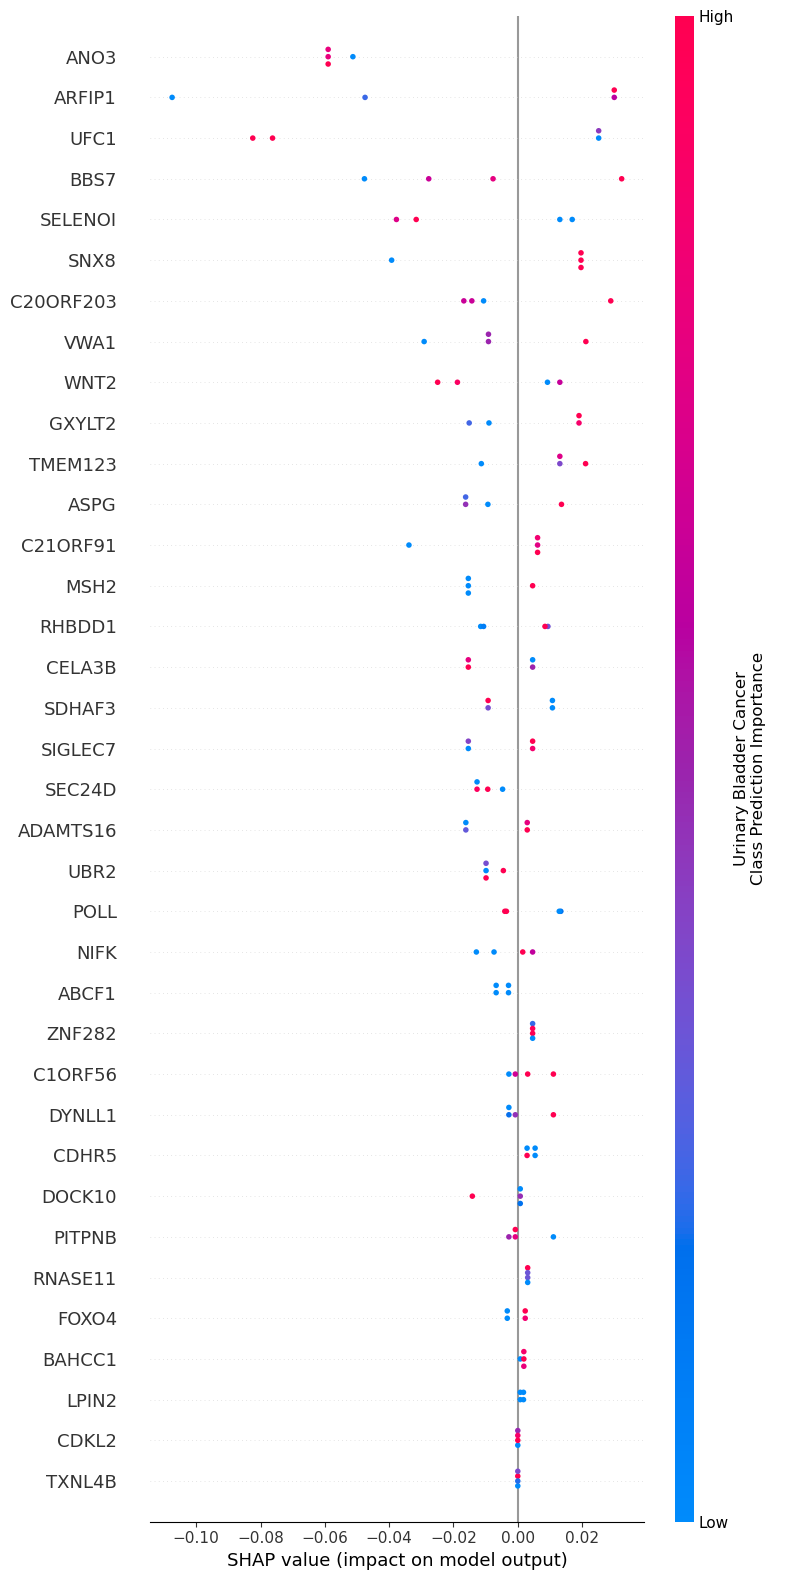 High
ANO3
ARFIP1
UFC1
BBS7
SELENOI
SNX8
C20ORF203
VWA1
WNT2
GXYLT2
TMEM123
ASPG
C21ORF91
MSH2
RHBDD1
CELA3B
SDHAF3
SIGLEC7
SEC24D
ADAMTS16
UBR2
POLL
NIFK
ABCF1
ZNF282
C1ORF56
DYNLL1
CDHR5
DOCK10
PITPNB
RNASE11
FOXO4
BAHCC1
LPIN2
CDKL2
TXNL4B
Urinary Bladder Cancer
Class Prediction Importance
Low
−0.10 −0.08 −0.06 −0.04 −0.02 0.00 0.02
SHAP value (impact on model output)